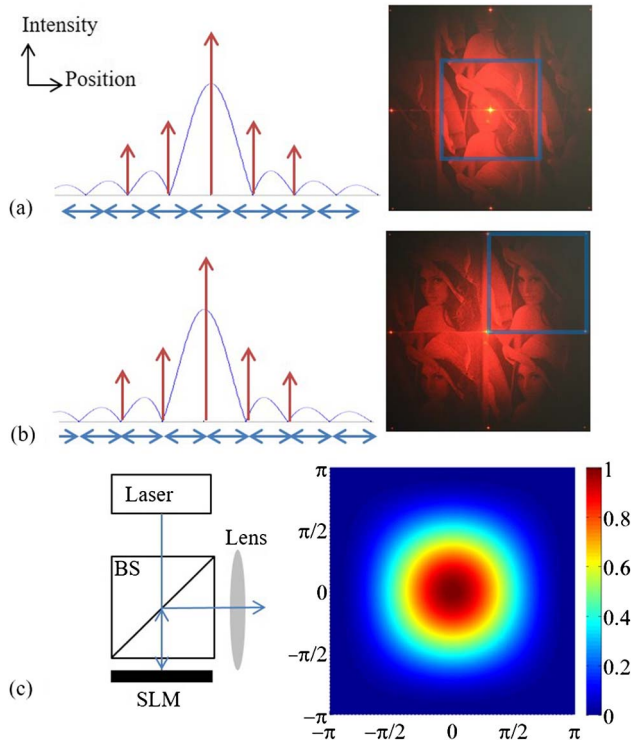 Intensity
Position
(a)
(b)
Laser
BS
Lens
SLM
(c)
π
π/2
0
−π/2
−π
−π
−π/2
0
π/2
π
1
0.8
0.6
0.4
0.2
0